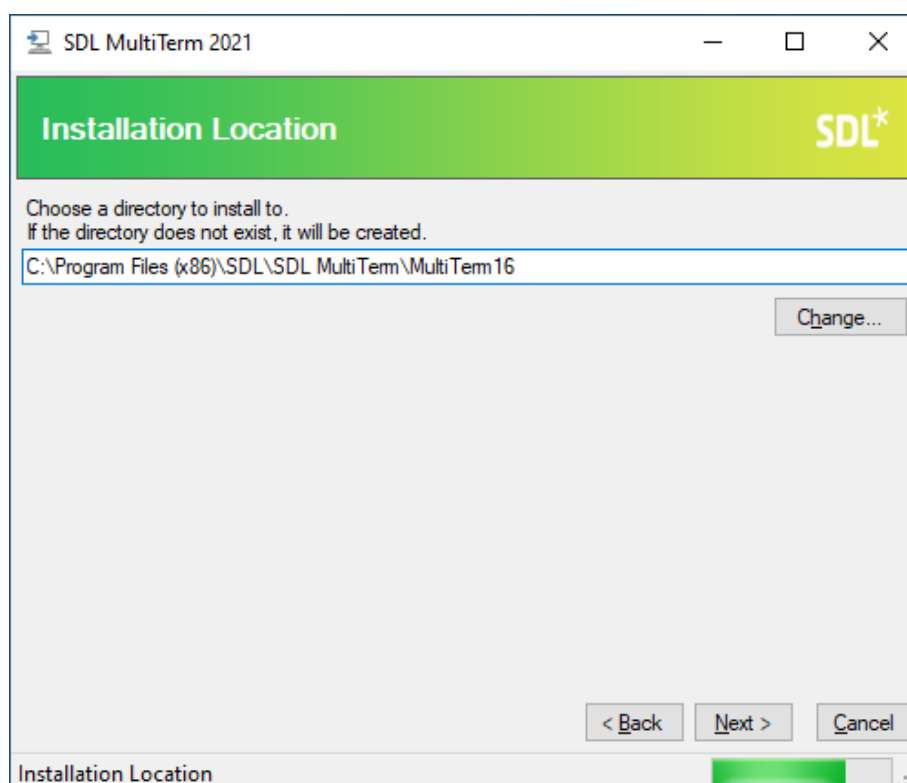 SDL MultiTerm 2021
Installation Location
SDL*
Choose a directory to install to.
If the directory does not exist, it will be created.
C:\Program Files (x86)\SDL\SDL MultiTerm\MultiTerm16
Change...
< Back
Next >
Cancel
Installation Location